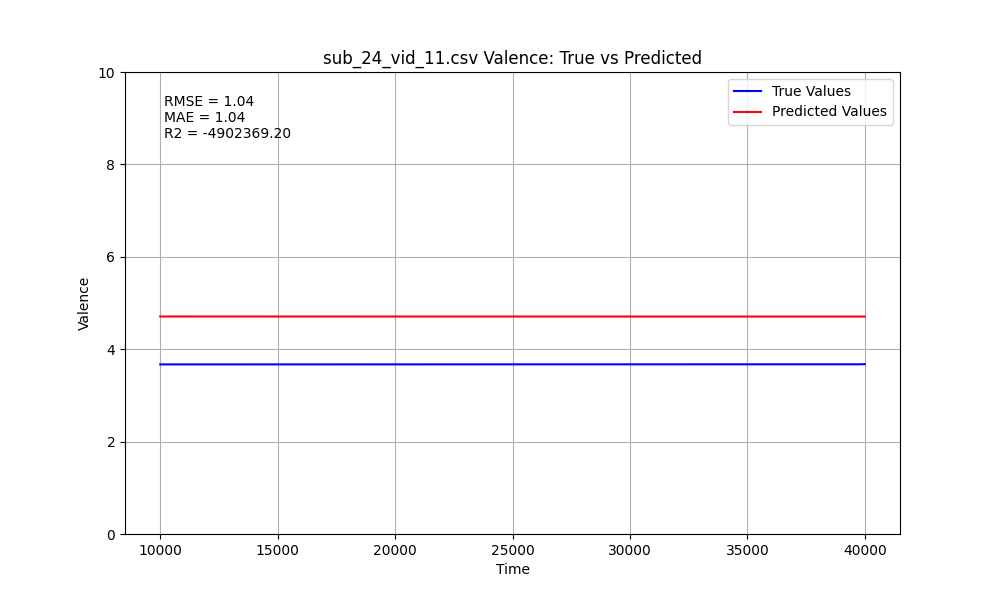 sub_24_vid_11.csv Valence: True vs Predicted
RMSE = 1.04
MAE = 1.04
R2 = -4902369.20
True Values
Predicted Values
10
8
6
4
2
0
Valence
10000 15000 20000 25000 30000 35000 40000
Time